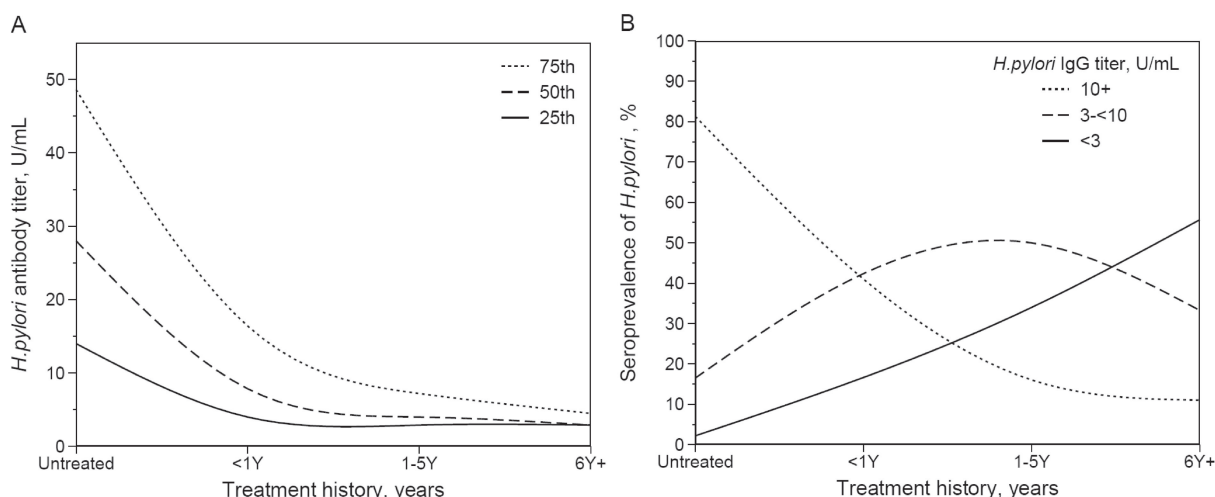 A
H.pylori antibody titer, U/mL
50
40
30
20
10
0
75th
50th
25th
Untreated <1Y 1-5Y 6Y+
Treatment history, years
B
Seroprevalence of H.pylori , %
100
90
80
70
60
50
40
30
20
10
0
H.pylori IgG titer, U/mL
10+
3-<10
<3
Untreated <1Y 1-5Y 6Y+
Treatment history, years